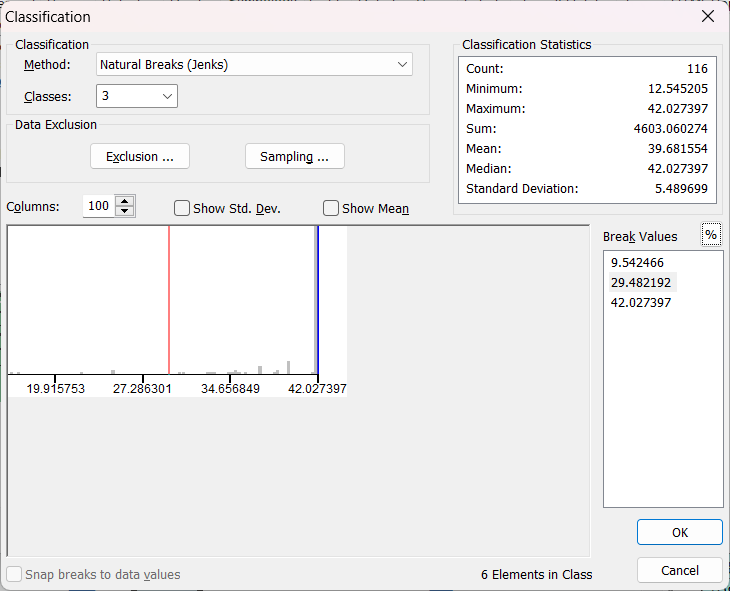 Classification
Classification
Method: Natural Breaks (Jenks)
Classes: 3
Data Exclusion
Exclusion ...
Sampling ...
Classification Statistics
Count: 116
Minimum: 12.545205
Maximum: 42.027397
Sum: 4603.060274
Mean: 39.681554
Median: 42.027397
Standard Deviation: 5.489699
Columns: 100
Show Std. Dev.
Show Mean
19.915753 27.286301 34.656849 42.027397
Break Values
%
9.542466
29.482192
42.027397
OK
Snap breaks to data values
6 Elements in Class
Cancel